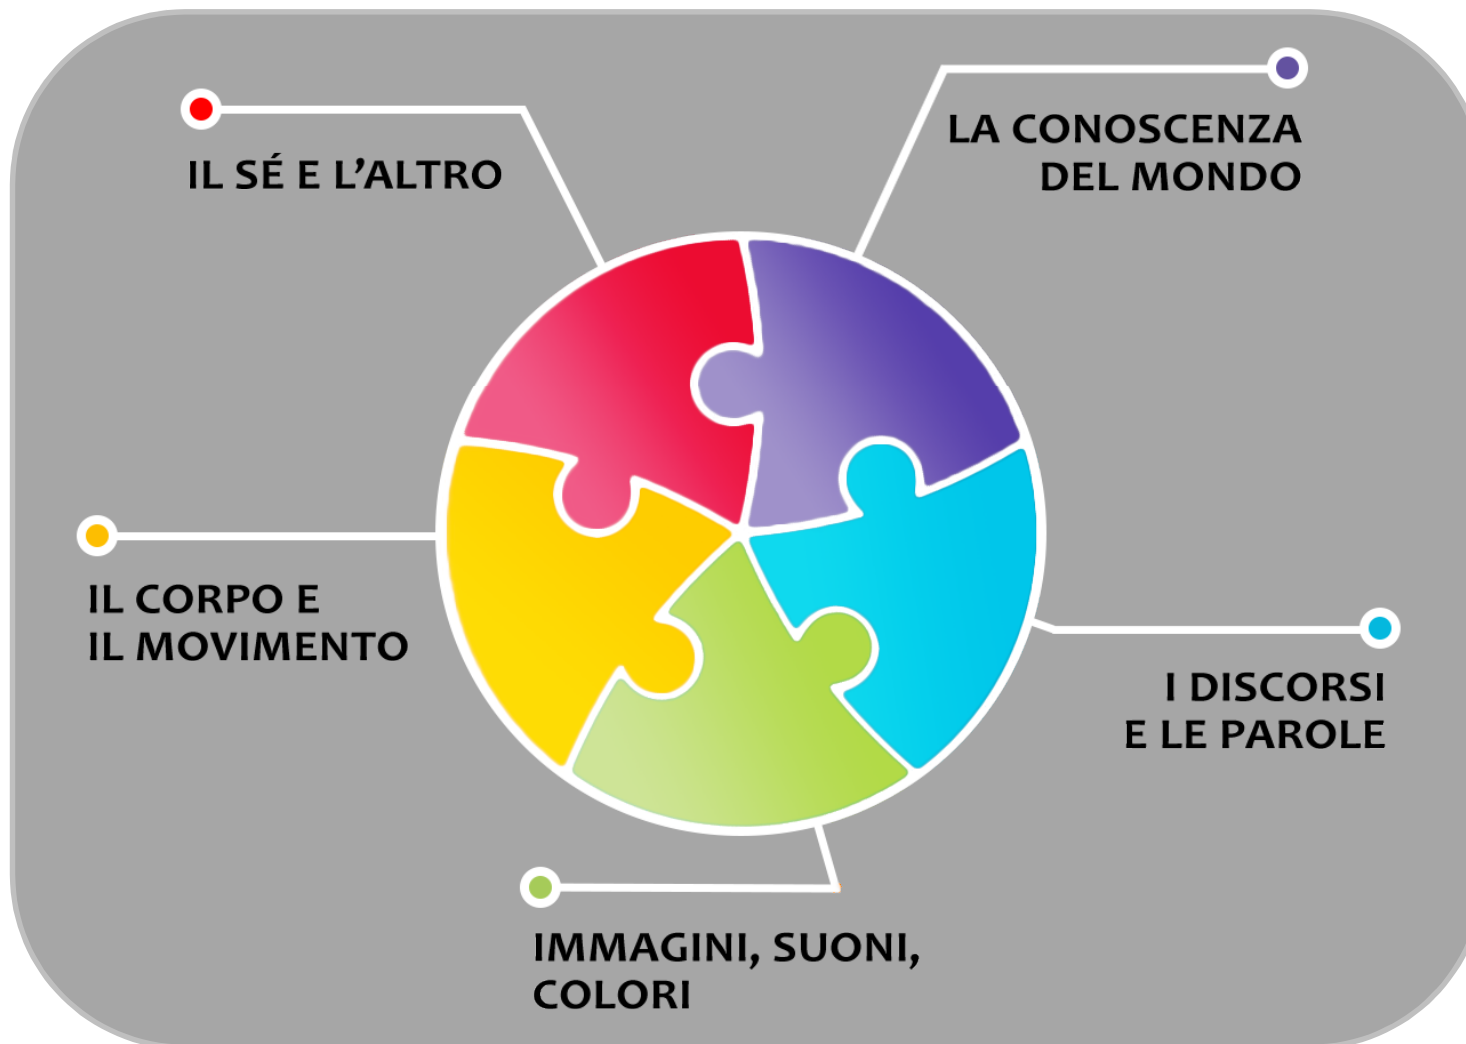 IL SÉ E L’ALTRO
LA CONOSCENZA
DEL MONDO
IL CORPO E
IL MOVIMENTO
I DISCORSI
E LE PAROLE
IMMAGINI, SUONI,
COLORI